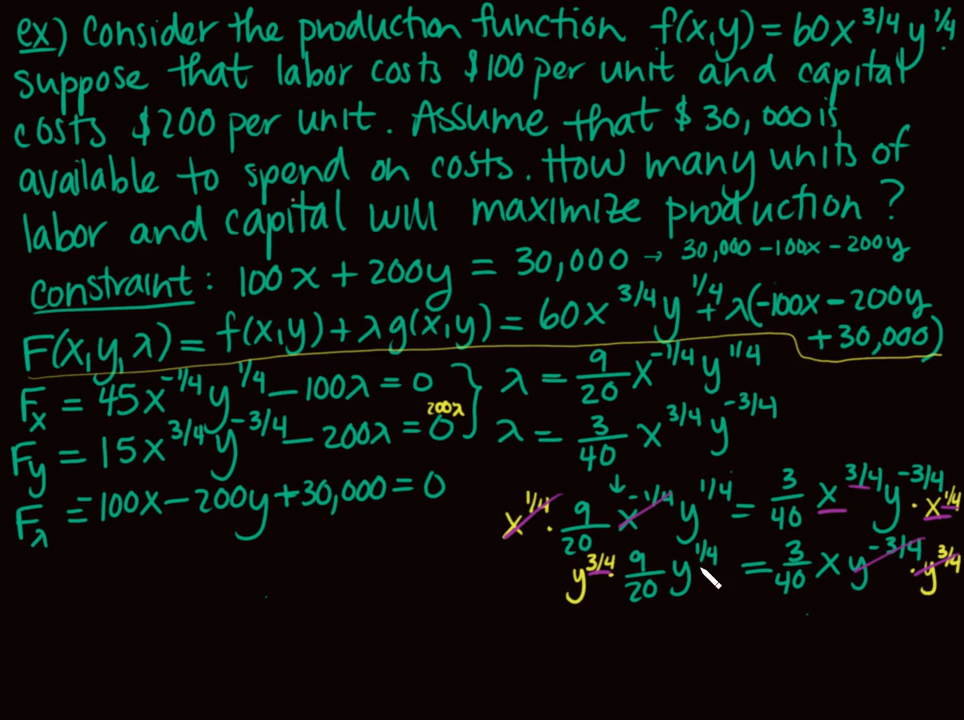 ex) Consider the production function f(x,y) = 60x^3/4 y^1/4.
suppose that labor costs $100 per unit and capital
costs $200 per unit. Assume that $30,000 is
available to spend on costs. How many units of
labor and capital will maximize production?
constraint: 100x + 200y = 30,000 → 30,000 - 100x - 200y
F(x,y,λ) = f(x,y) + λg(x,y) = 60x^3/4 y^1/4 + λ(-100x - 200y
+30,000)
Fx = 45x^-1/4 y^1/4 - 100λ = 0 } λ = 9/20 x^-1/4 y^1/4
200λ
Fy = 15x^3/4 y^-3/4 - 200λ = 0 λ = 3/40 x^3/4 y^-3/4
Fλ = 100x - 200y + 30,000 = 0
↓
x^1/4 · 9/20 x^-1/4 y^1/4 = 3/40 x^3/4 y^-3/4 · x^1/4
y^3/4 · 9/20 y^1/4 = 3/40 x y^-3/4 · y^3/4